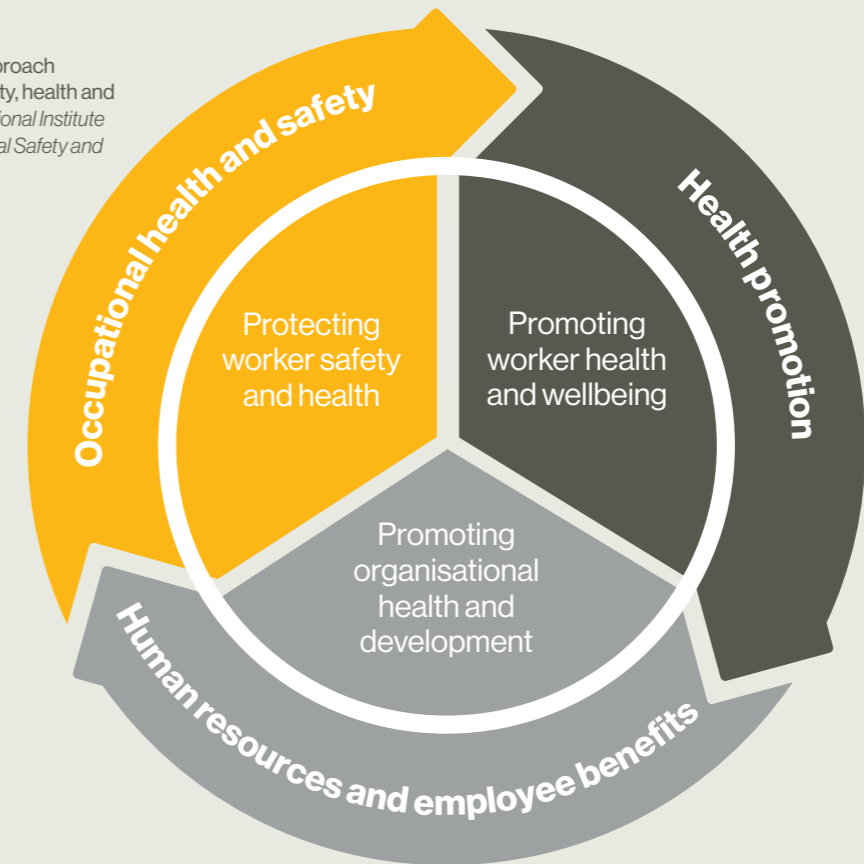 proach
ty, health and
ional Institute
al Safety and
Occupational health and safety
Health promotion
Protecting
worker safety
and health
Promoting
worker health
and wellbeing
Promoting
organisational
health and
development
Human resources and employee benefits